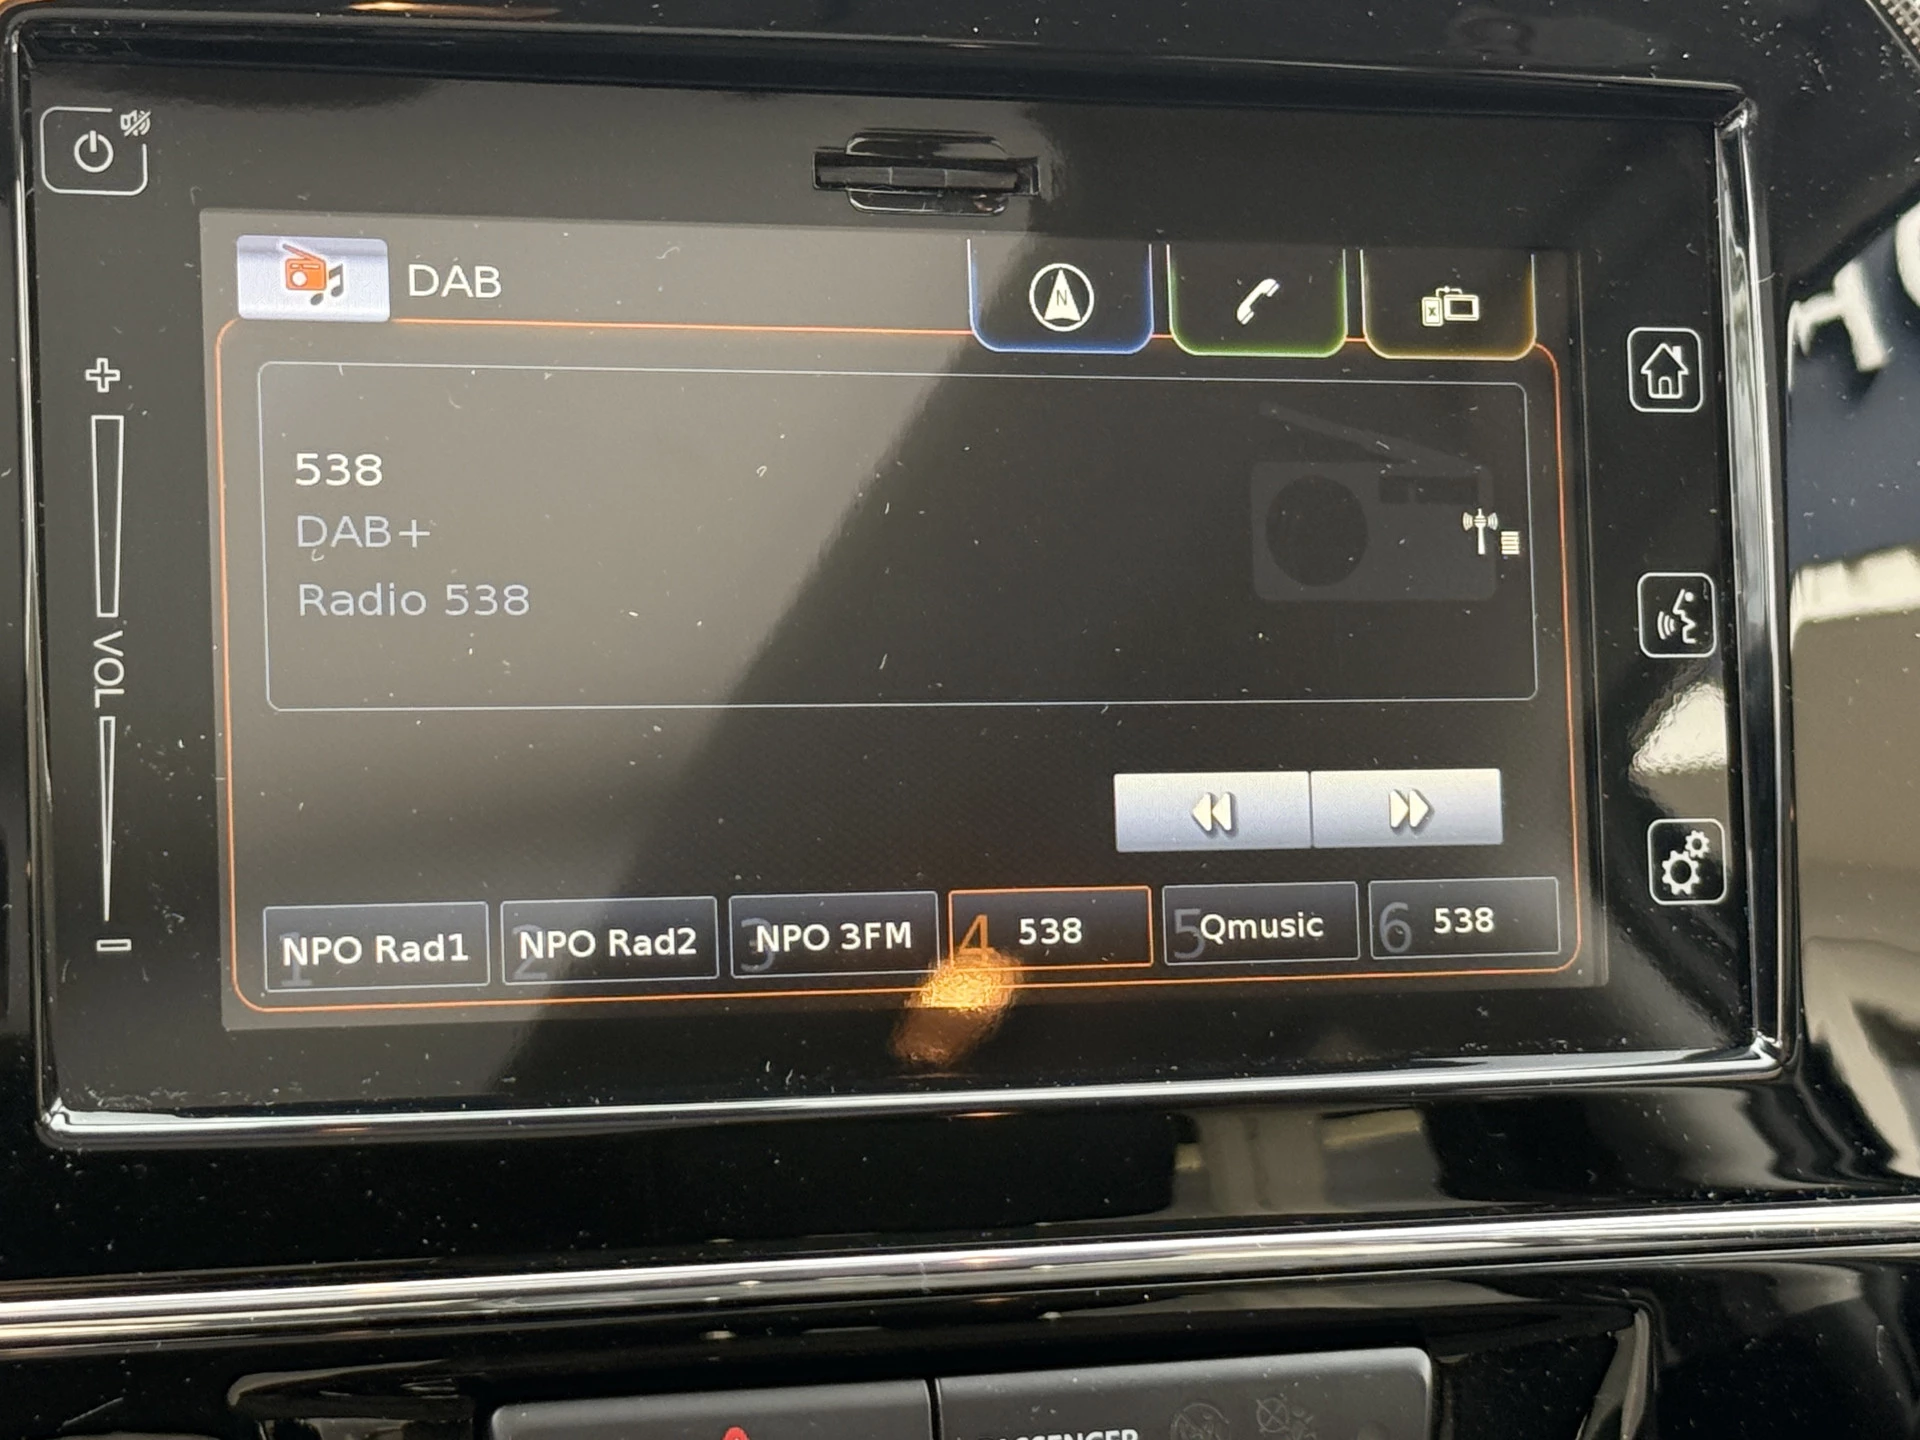 DAB
N
538
DAB+
Radio 538
VOL
1 NPO Rad1
2 NPO Rad2
3 NPO 3FM
4 538
5 Qmusic
6 538
PASSENGER